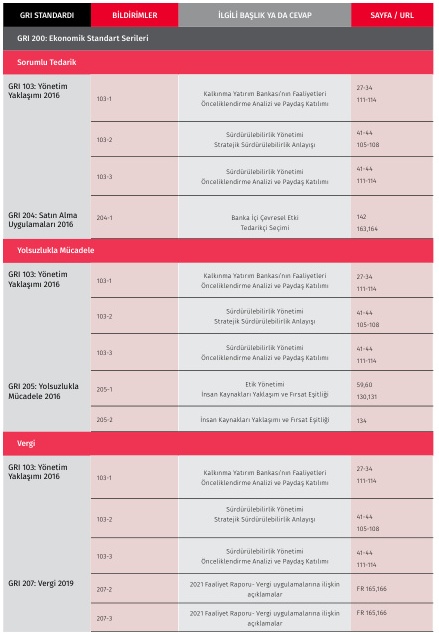 GRI STANDARDI BİLDİRİMLER İLGİLİ BAŞLIK YA DA CEVAP SAYFA / URL
GRI 200: Ekonomik Standart Serileri
Sorumlu Tedarik
GRI 103: Yönetim
Yaklaşımı 2016
103-1
Kalkınma Yatırım Bankası'nın Faaliyetleri
Önceliklendirme Analizi ve Paydaş Katılımı
27-34
111-114
103-2
Sürdürülebilirlik Yönetimi
Stratejik Sürdürülebilirlik Anlayışı
41-44
105-108
103-3
Sürdürülebilirlik Yönetimi
Önceliklendirme Analizi ve Paydaş Katılımı
41-44
111-114
GRI 204: Satın Alma
Uygulamaları 2016
204-1
Banka İçi Çevresel Etki
Tedarikçi Seçimi
142
163,164
Yolsuzlukla Mücadele
GRI 103: Yönetim
Yaklaşımı 2016
103-1
Kalkınma Yatırım Bankası'nın Faaliyetleri
Önceliklendirme Analizi ve Paydaş Katılımı
27-34
111-114
103-2
Sürdürülebilirlik Yönetimi
Stratejik Sürdürülebilirlik Anlayışı
41-44
105-108
103-3
Sürdürülebilirlik Yönetimi
Önceliklendirme Analizi ve Paydaş Katılımı
41-44
111-114
GRI 205: Yolsuzlukla
Mücadele 2016
205-1
Etik Yönetimi
İnsan Kaynakları Yaklaşım ve Fırsat Eşitliği
59,60
130,131
205-2
İnsan Kaynakları Yaklaşımı ve Fırsat Eşitliği
134
Vergi
GRI 103: Yönetim
Yaklaşımı 2016
103-1
Kalkınma Yatırım Bankası'nın Faaliyetleri
Önceliklendirme Analizi ve Paydaş Katılımı
27-34
111-114
103-2
Sürdürülebilirlik Yönetimi
Stratejik Sürdürülebilirlik Anlayışı
41-44
105-108
103-3
Sürdürülebilirlik Yönetimi
Önceliklendirme Analizi ve Paydaş Katılımı
41-44
111-114
GRI 207: Vergi 2019
207-2
2021 Faaliyet Raporu- Vergi uygulamalarına ilişkin
açıklamalar
FR 165,166
207-3
2021 Faaliyet Raporu- Vergi uygulamalarına ilişkin
açıklamalar
FR 165,166